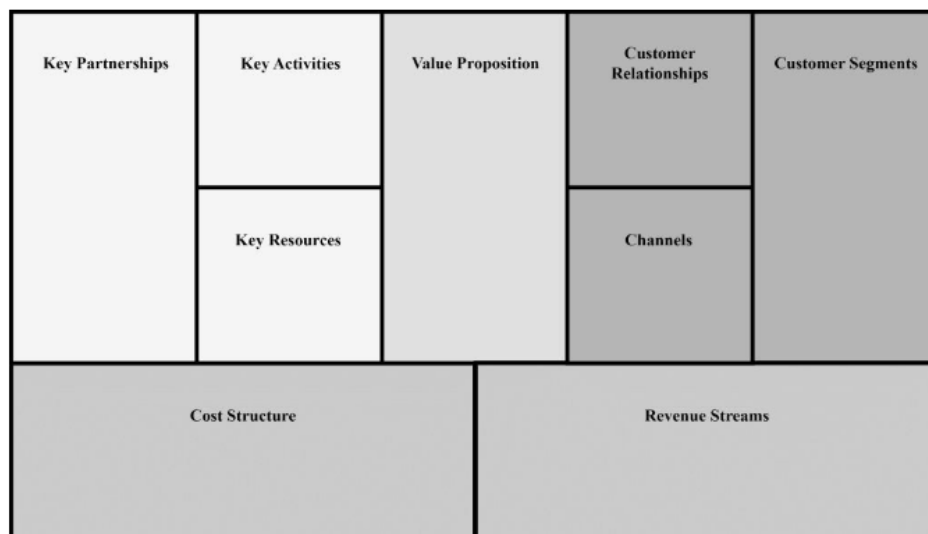 Key Partnerships
Key Activities
Value Proposition
Customer
Relationships
Customer Segments
Key Resources
Channels
Cost Structure
Revenue Streams